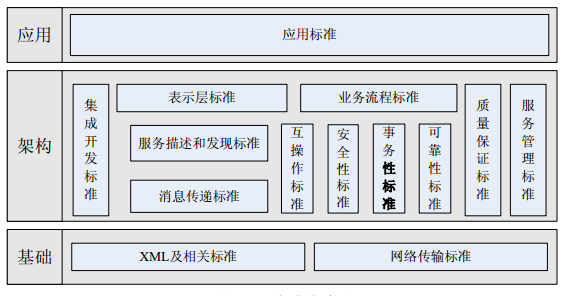 应用
应用标准
架构
集成开发标准
表示层标准
业务流程标准
服务描述和发现标准
消息传递标准
互操作标准
安全性标准
事务性标准
可靠性标准
质量保证标准
服务管理标准
基础
XML及相关标准
网络传输标准